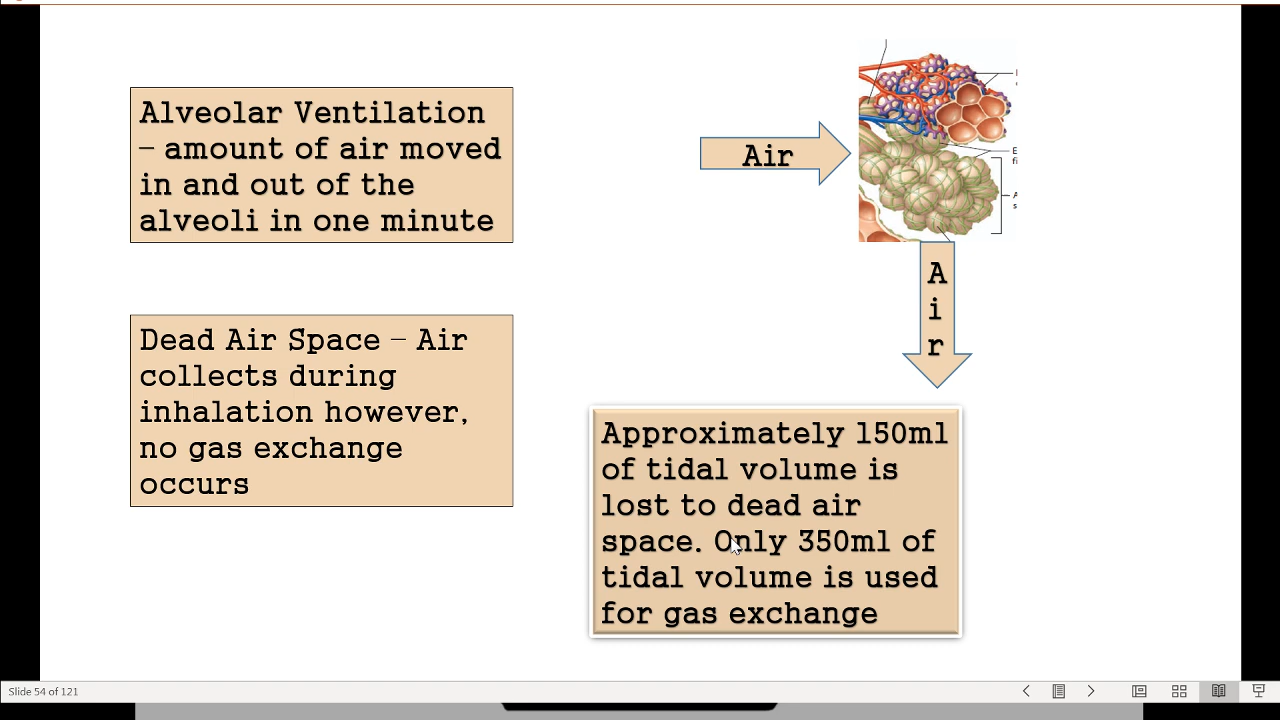 Alveolar Ventilation
– amount of air moved
in and out of the
alveoli in one minute
Air
A
i
r
Dead Air Space – Air
collects during
inhalation however,
no gas exchange
occurs
Approximately 150ml
of tidal volume is
lost to dead air
space. Only 350ml of
tidal volume is used
for gas exchange
Slide 54 of 121